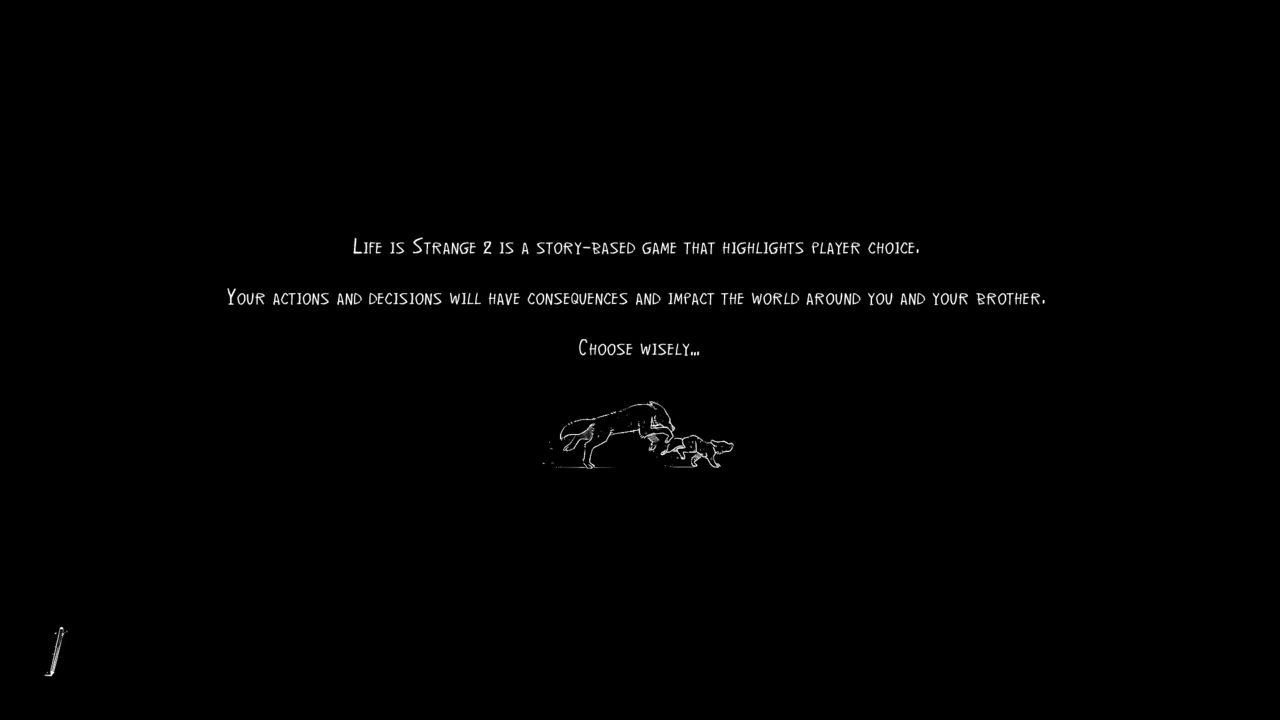 Life is Strange 2 is a story-based game that highlights player choice.
Your actions and decisions will have consequences and impact the world around you and your brother.
Choose wisely...